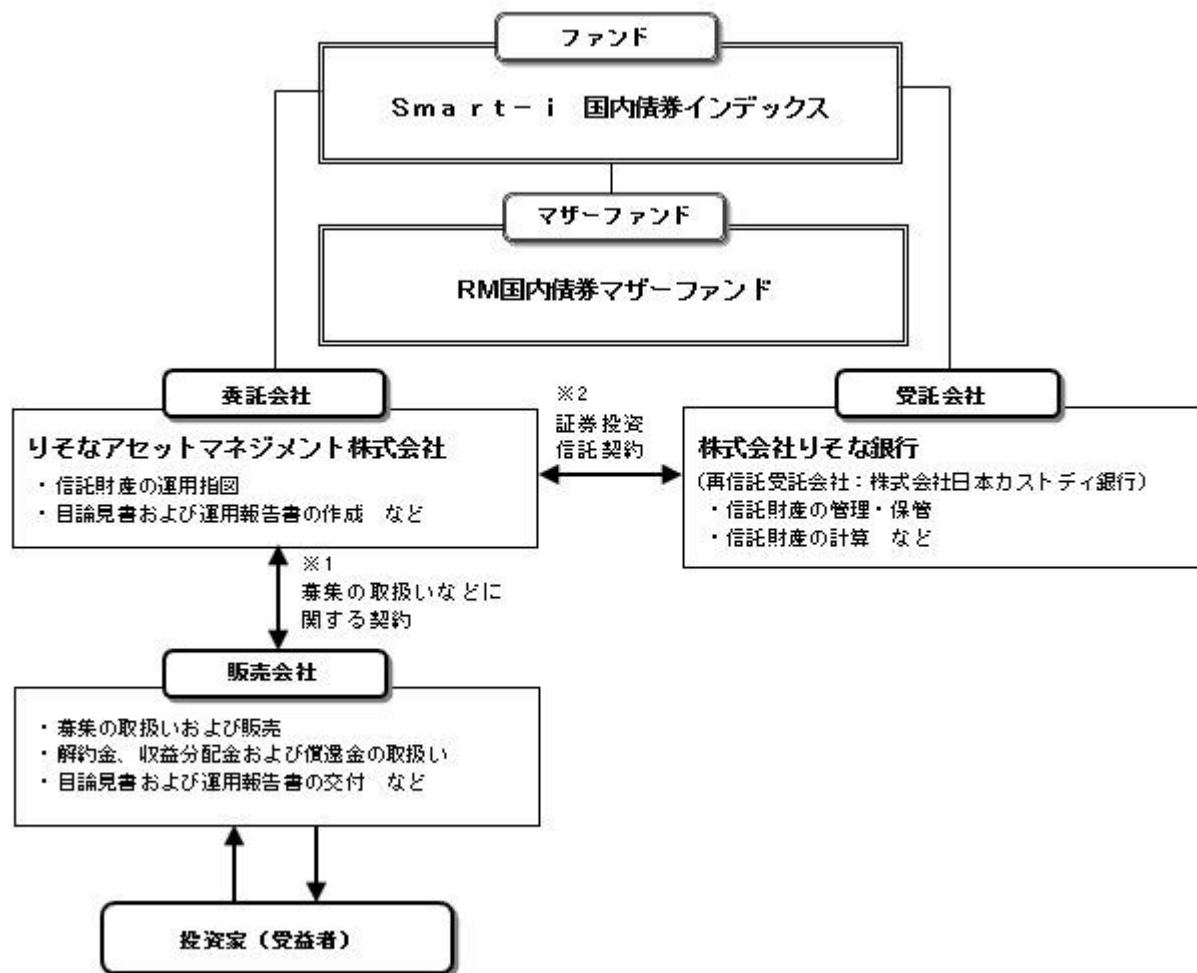 ファンド
Ｓｍａｒｔ－ｉ　国内債券インデックス
マザーファンド
RM国内債券マザーファンド
委託会社
りそなアセットマネジメント株式会社
・信託財産の運用指図
・目論見書および運用報告書の作成　など
※2
証券投資
信託契約
受託会社
株式会社りそな銀行
(再信託受託会社：株式会社日本カストディ銀行)
・信託財産の管理・保管
・信託財産の計算　など
※1
募集の取扱いなどに
関する契約
販売会社
・募集の取扱いおよび販売
・解約金、収益分配金および償還金の取扱い
・目論見書および運用報告書の交付　など
投資家（受益者）